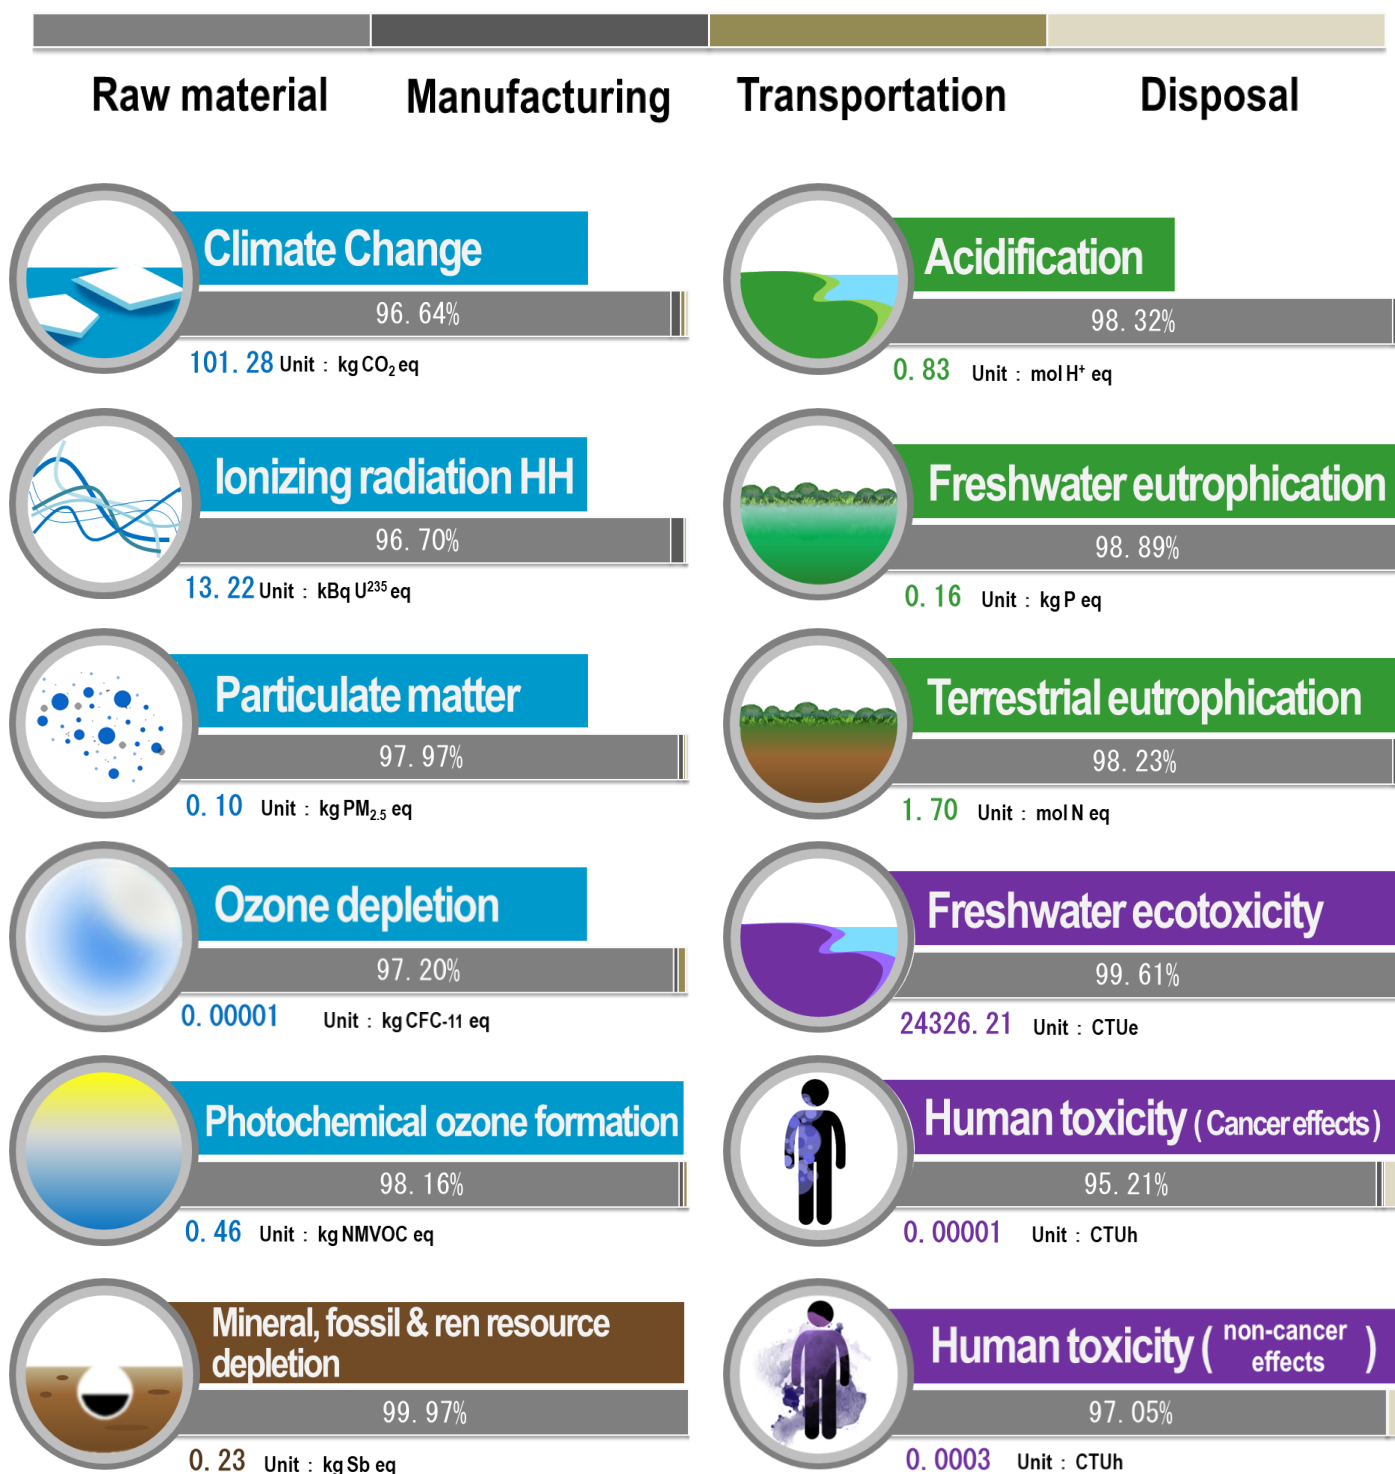 Raw material
Manufacturing
Transportation
Disposal
Climate Change
96. 64%
101. 28 Unit : kg CO₂ eq
Ionizing radiation HH
96. 70%
13. 22 Unit : kBq U²³⁵ eq
Particulate matter
97. 97%
0. 10 Unit : kg PM₂.₅ eq
Ozone depletion
97. 20%
0. 00001 Unit : kg CFC-11 eq
Photochemical ozone formation
98. 16%
0. 46 Unit : kg NMVOC eq
Mineral, fossil & ren resource
depletion
99. 97%
0. 23 Unit : kg Sb eq
Acidification
98. 32%
0. 83 Unit : mol H⁺ eq
Freshwater eutrophication
98. 89%
0. 16 Unit : kg P eq
Terrestrial eutrophication
98. 23%
1. 70 Unit : mol N eq
Freshwater ecotoxicity
99. 61%
24326. 21 Unit : CTUe
Human toxicity ( Cancer effects )
95. 21%
0. 00001 Unit : CTUh
Human toxicity ( non-cancer
effects )
97. 05%
0. 0003 Unit : CTUh